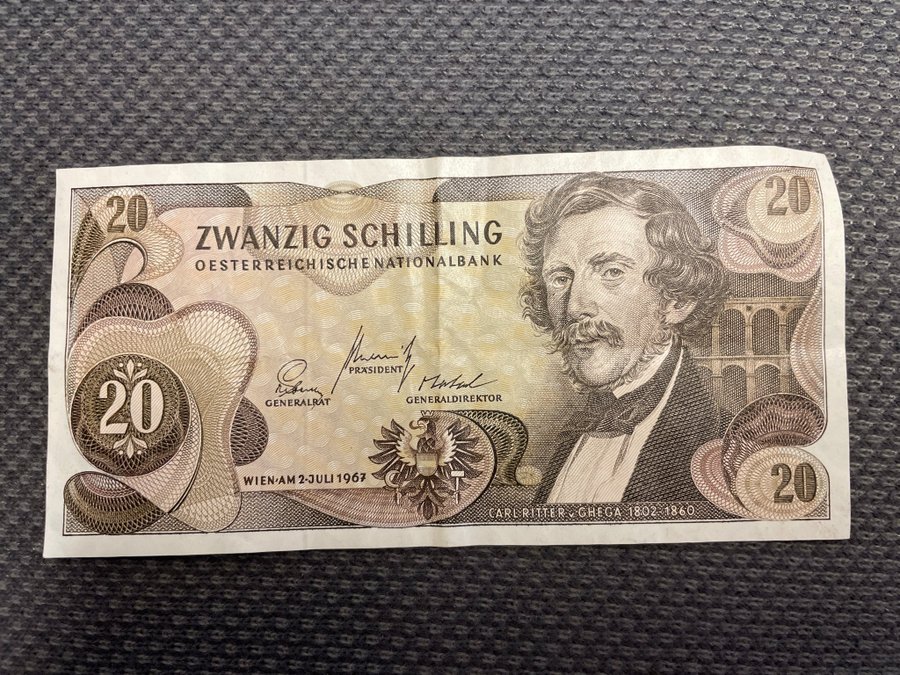 20
20
ZWANZIG SCHILLING
OESTERREICHISCHE NATIONALBANK
PRÄSIDENT
GENERALRAT
GENERALDIREKTOR
20
WIEN·AM 2·JULI 1967
20
CARL RITTER v. GHEGA 1802-1860